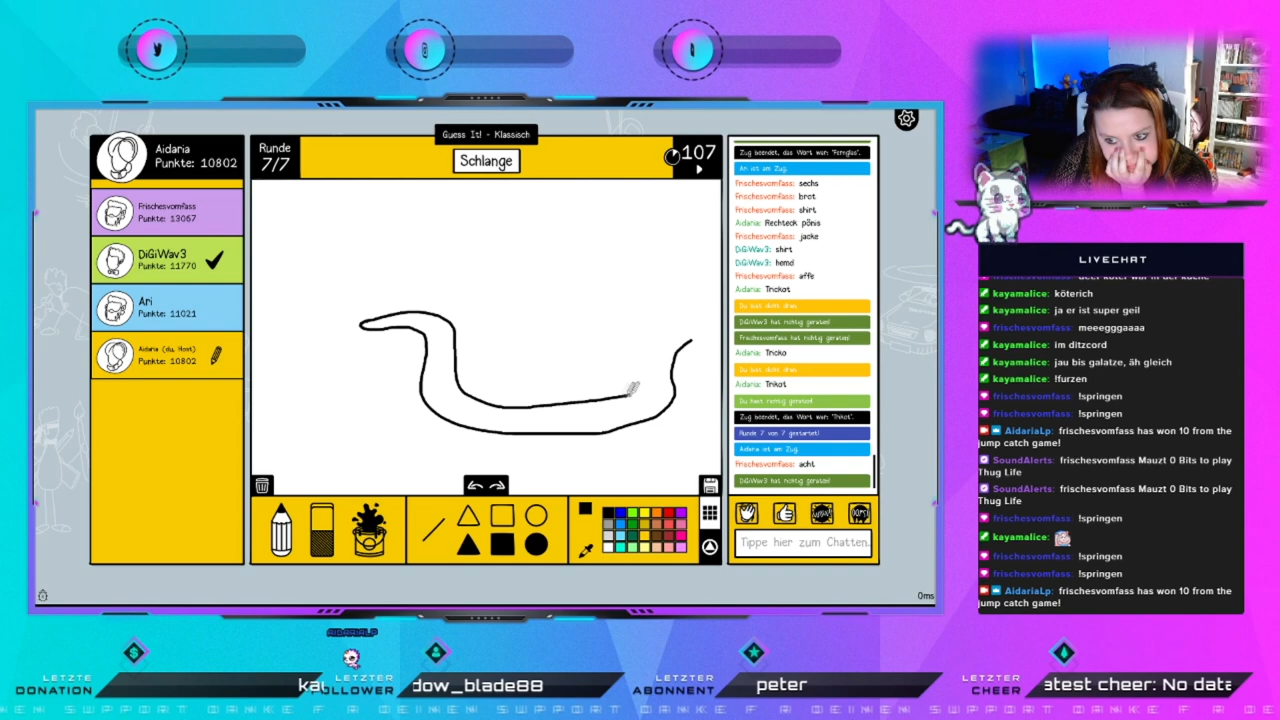 Guess It! - Klassisch
Aidaria
Punkte: 10802
Runde
7/7
Schlange
107
Frischesvomfass
Punkte: 13067
DiGiWav3
Punkte: 11770
Ari
Punkte: 11021
Aidaria (du, Host)
Punkte: 10802
Zug beendet, das Wort war: "Fernglas".
Ari ist am Zug.
Frischesvomfass: sechs
Frischesvomfass: brot
Frischesvomfass: shirt
Aidaria: Rechteck pönis
Frischesvomfass: jacke
DiGiWav3: shirt
DiGiWav3: hemd
Frischesvomfass: affe
Aidaria: Trickot
Du bist dicht dran.
DiGiWav3 hat richtig geraten!
Frischesvomfass hat richtig geraten!
Aidaria: Tricko
Du bist dicht dran.
Aidaria: Trikot
Du hast richtig geraten!
Zug beendet, das Wort war: "Trikot".
Runde 7 von 7 gestartet!
Aidaria ist am Zug.
Frischesvomfass: acht
DiGiWav3 hat richtig geraten!
Tippe hier zum Chatten.
0ms
LIVECHAT
kayamalice: köterich
kayamalice: ja er ist super geil
frischesvomfass: meeegggaaaa
kayamalice: im ditzcord
kayamalice: jau bis galatze, äh gleich
kayamalice: !furzen
frischesvomfass: !springen
frischesvomfass: !springen
AidariaLp: frischesvomfass has won 10 from the
jump catch game!
SoundAlerts: frischesvomfass Mauzt 0 Bits to play
Thug Life
SoundAlerts: frischesvomfass Mauzt 0 Bits to play
Thug Life
frischesvomfass: !springen
kayamalice:
frischesvomfass: !springen
frischesvomfass: !springen
AidariaLp: frischesvomfass has won 10 from the
jump catch game!
AIDARIALP
LETZTE
DONATION
LETZTER
FOLLOWER
dow_blade88
LETZTER
ABONNENT
peter
LETZTER
CHEER
atest cheer: No data
DEINEN SUPPORT DANKE F R DEINEN SUPPORT DANKE F R DE